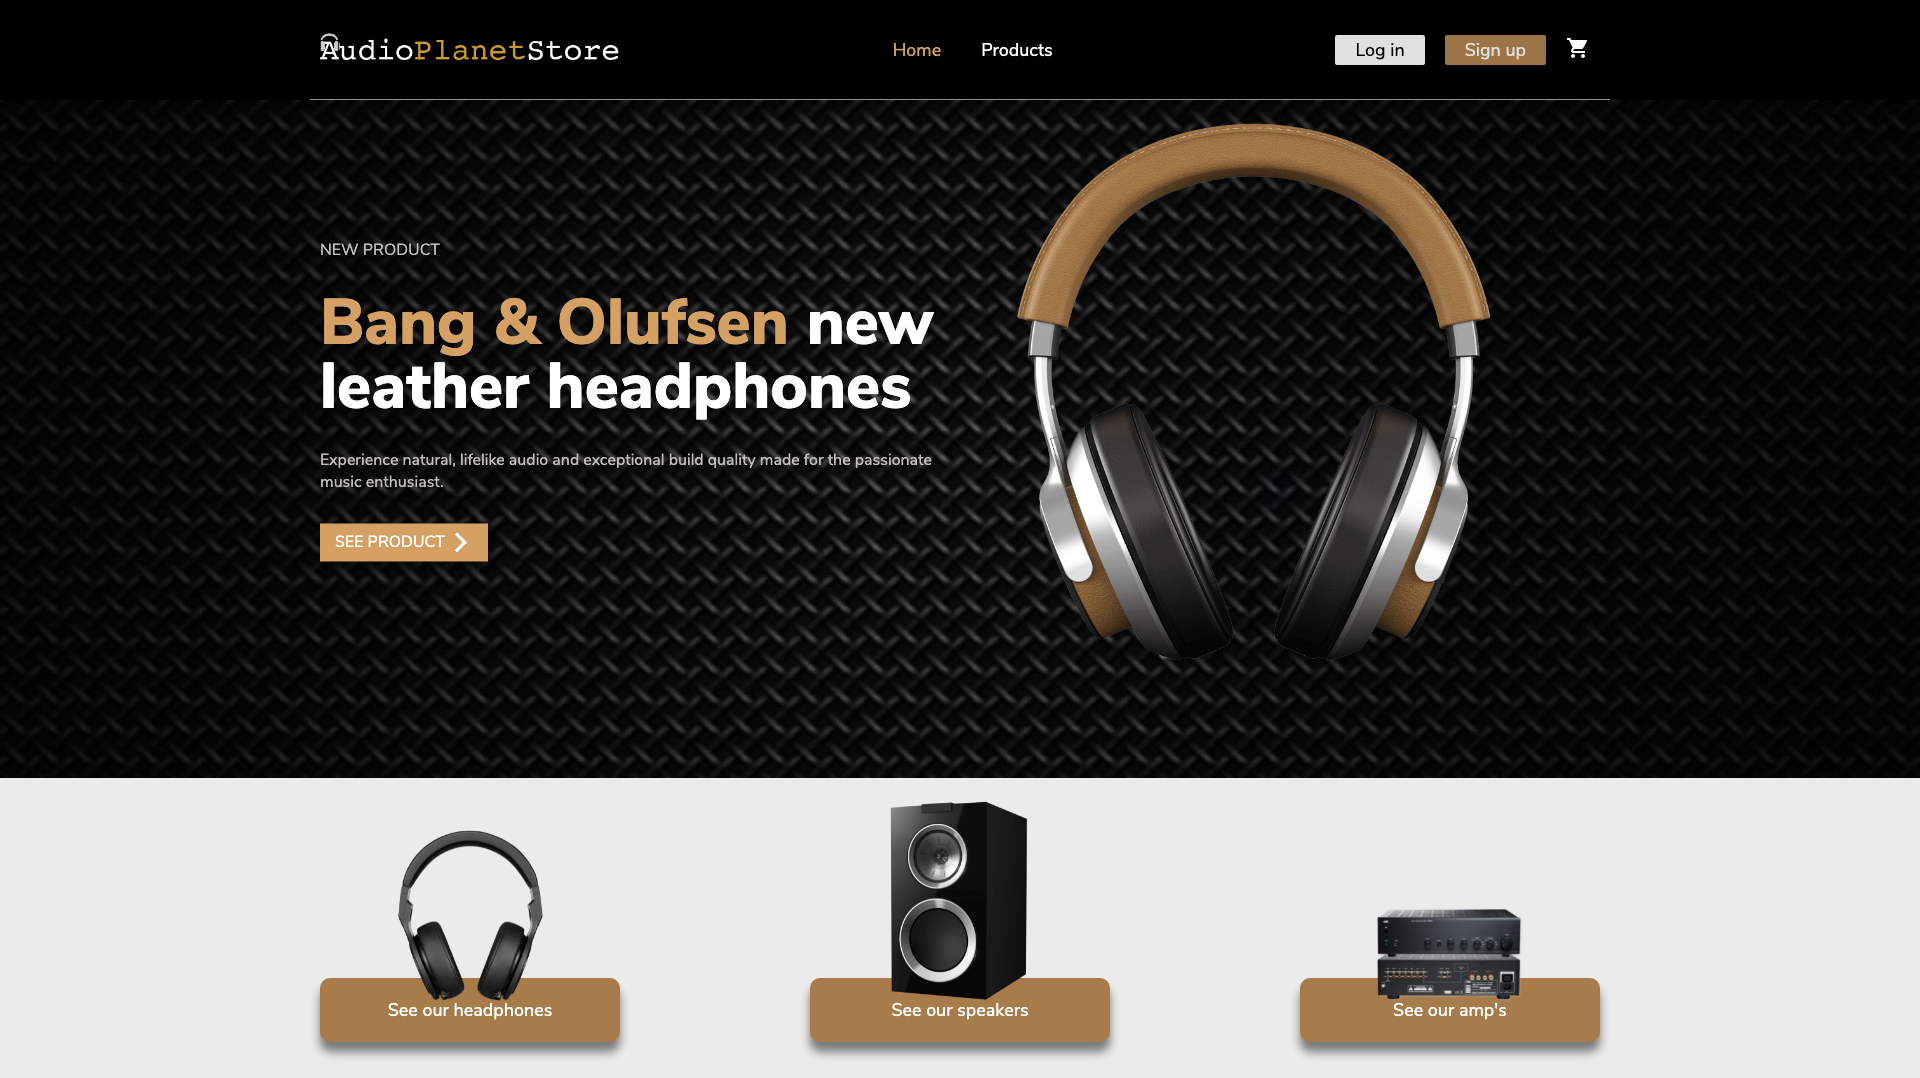 AudioPlanetStore
Home
Products
Log in
Sign up
NEW PRODUCT
Bang & Olufsen new
leather headphones
Experience natural, lifelike audio and exceptional build quality made for the passionate
music enthusiast.
SEE PRODUCT
See our headphones
See our speakers
See our amp's